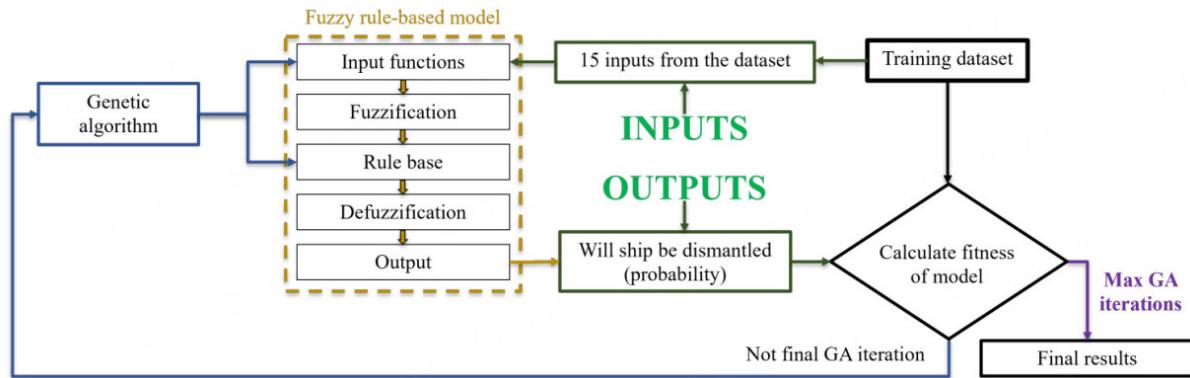 Fuzzy rule-based model
Input functions
15 inputs from the dataset
Training dataset
Genetic
algorithm
Fuzzification
INPUTS
Rule base
OUTPUTS
Defuzzification
Will ship be dismantled
(probability)
Output
Calculate fitness
of model
Max GA
iterations
Not final GA iteration
Final results